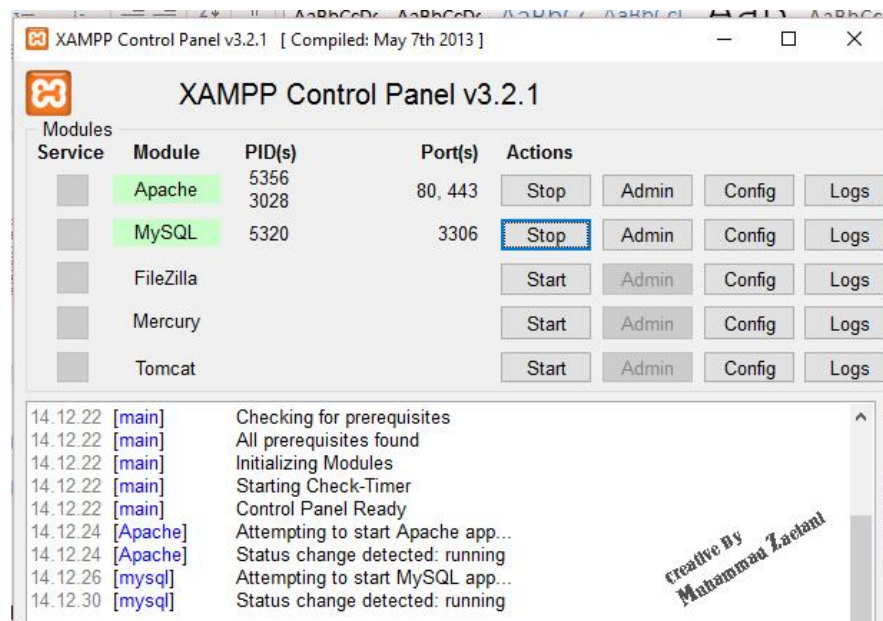 XAMPP Control Panel v3.2.1 [ Compiled: May 7th 2013 ]
XAMPP Control Panel v3.2.1
Modules
Service Module PID(s) Port(s) Actions
Apache 5356 3028 80, 443 Stop Admin Config Logs
MySQL 5320 3306 Stop Admin Config Logs
FileZilla Start Admin Config Logs
Mercury Start Admin Config Logs
Tomcat Start Admin Config Logs
14.12.22 [main] Checking for prerequisites
14.12.22 [main] All prerequisites found
14.12.22 [main] Initializing Modules
14.12.22 [main] Starting Check-Timer
14.12.22 [main] Control Panel Ready
14.12.24 [Apache] Attempting to start Apache app...
14.12.24 [Apache] Status change detected: running
14.12.26 [mysql] Attempting to start MySQL app...
14.12.30 [mysql] Status change detected: running
creative By
Muhammad Zaelani